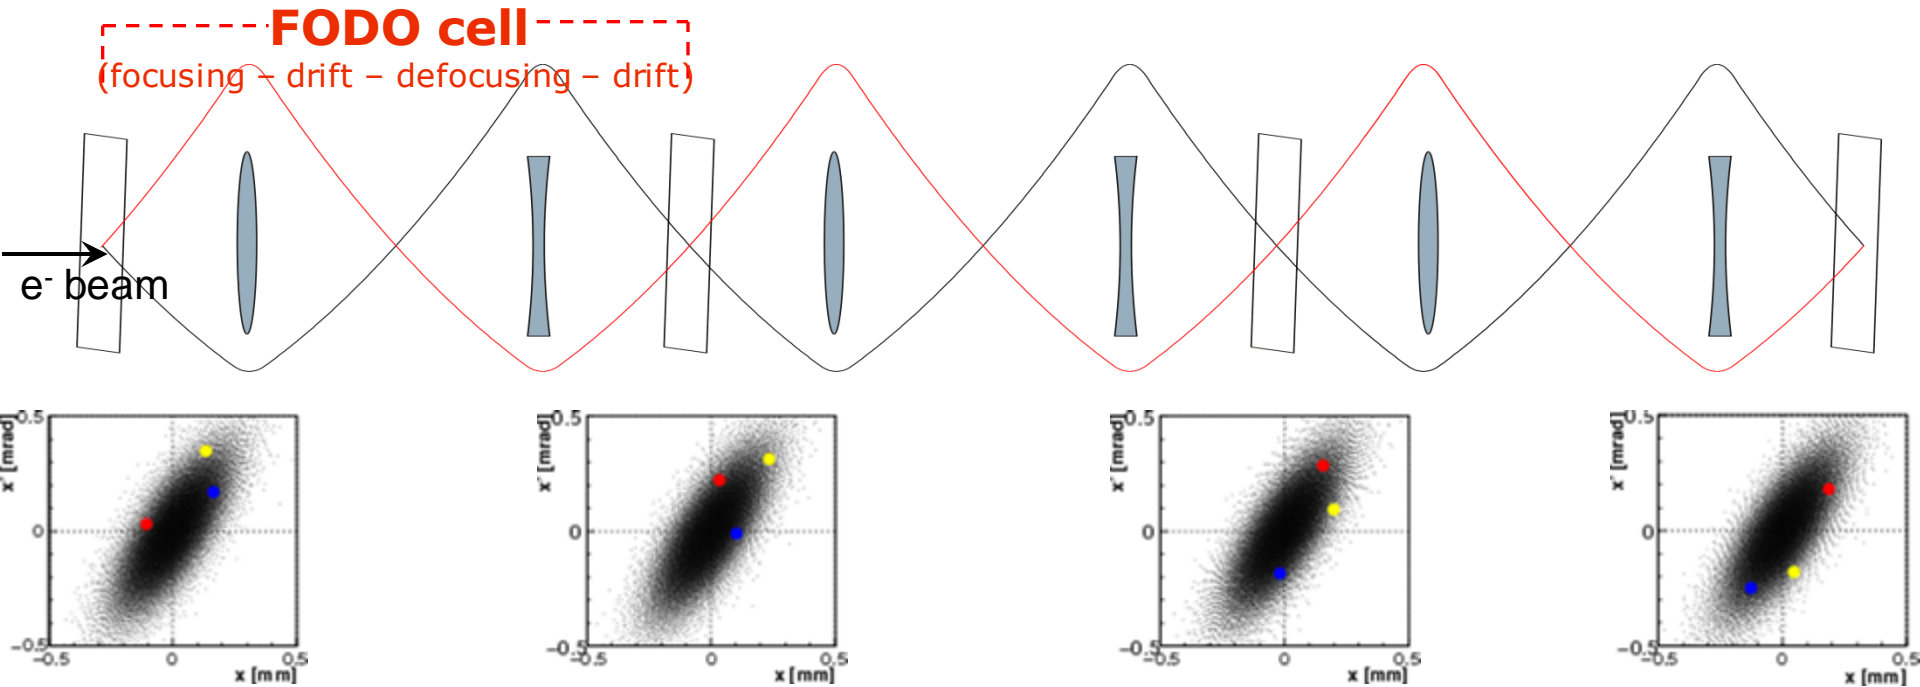 FODO cell
(focusing – drift – defocusing – drift)
e- beam
0.5
0
-0.5
-0.5
0
0.5
x [mm]
x' [mrad]
0.5
0
-0.5
-0.5
0
0.5
x [mm]
x' [mrad]
0.5
0
-0.5
-0.5
0
0.5
x [mm]
x' [mrad]
0.5
0
-0.5
-0.5
0
0.5
x [mm]
x' [mrad]